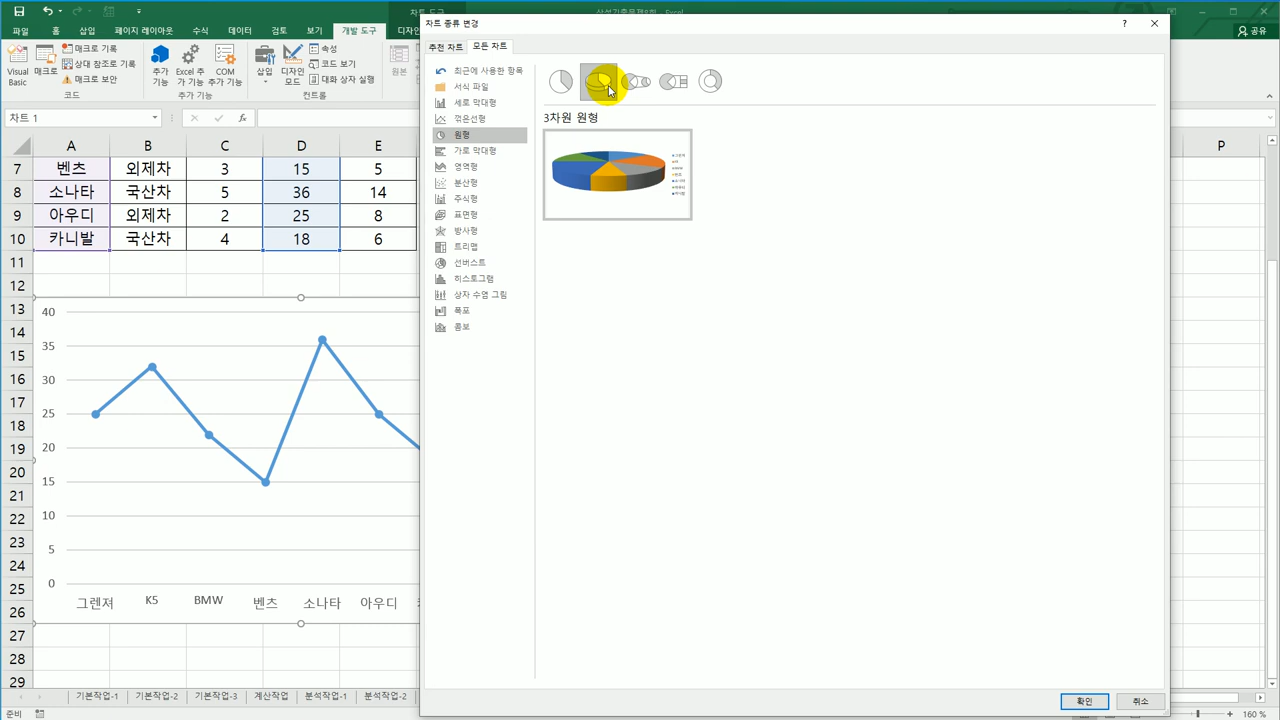 차트 종류 변경
?
파일 홈 삽입 페이지 레이아웃 수식 데이터 검토 보기 개발 도구 디자인
공유
Visual Basic
매크로
매크로 기록
상대 참조로 기록
매크로 보안
코드
추가 기능
Excel 추가 기능
COM 추가 기능
추가 기능
삽입
디자인 모드
속성
코드 보기
대화 상자 실행
컨트롤
원본
차트 1
fx
A B C D E P
7 벤츠 외제차 3 15 5
8 소나타 국산차 5 36 14
9 아우디 외제차 2 25 8
10 카니발 국산차 4 18 6
11
12
13
14
15
16
17
18
19
20
21
22
23
24
25
26
27
28
29
40
35
30
25
20
15
10
5
0
그렌져 K5 BMW 벤츠 소나타 아우디
추천 차트 모든 차트
최근에 사용한 항목
서식 파일
세로 막대형
꺾은선형
원형
가로 막대형
영역형
분산형
주식형
표면형
방사형
트리맵
선버스트
히스토그램
상자 수염 그림
폭포
콤보
3차원 원형
확인 취소
기본작업-1 기본작업-2 기본작업-3 계산작업 분석작업-1 분석작업-2
준비
160 %